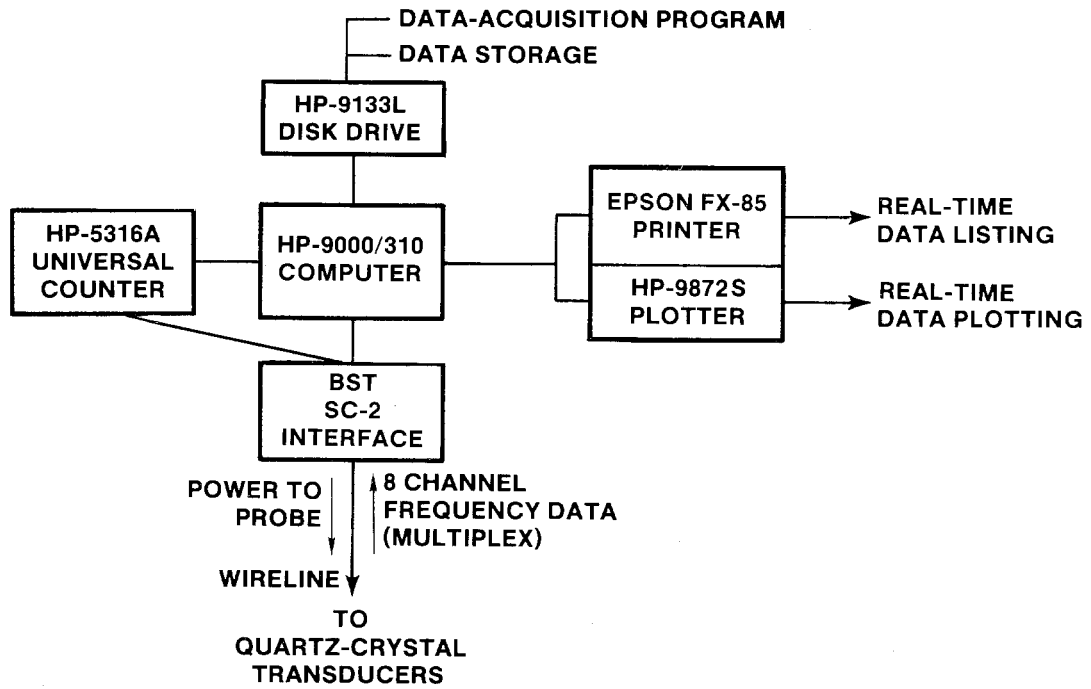 DATA-ACQUISITION PROGRAM
DATA STORAGE
HP-9133L
DISK DRIVE
HP-5316A
UNIVERSAL
COUNTER
HP-9000/310
COMPUTER
EPSON FX-85
PRINTER
HP-9872S
PLOTTER
REAL-TIME
DATA LISTING
REAL-TIME
DATA PLOTTING
BST
SC-2
INTERFACE
POWER TO
PROBE
8 CHANNEL
FREQUENCY DATA
(MULTIPLEX)
WIRELINE
TO
QUARTZ-CRYSTAL
TRANSDUCERS